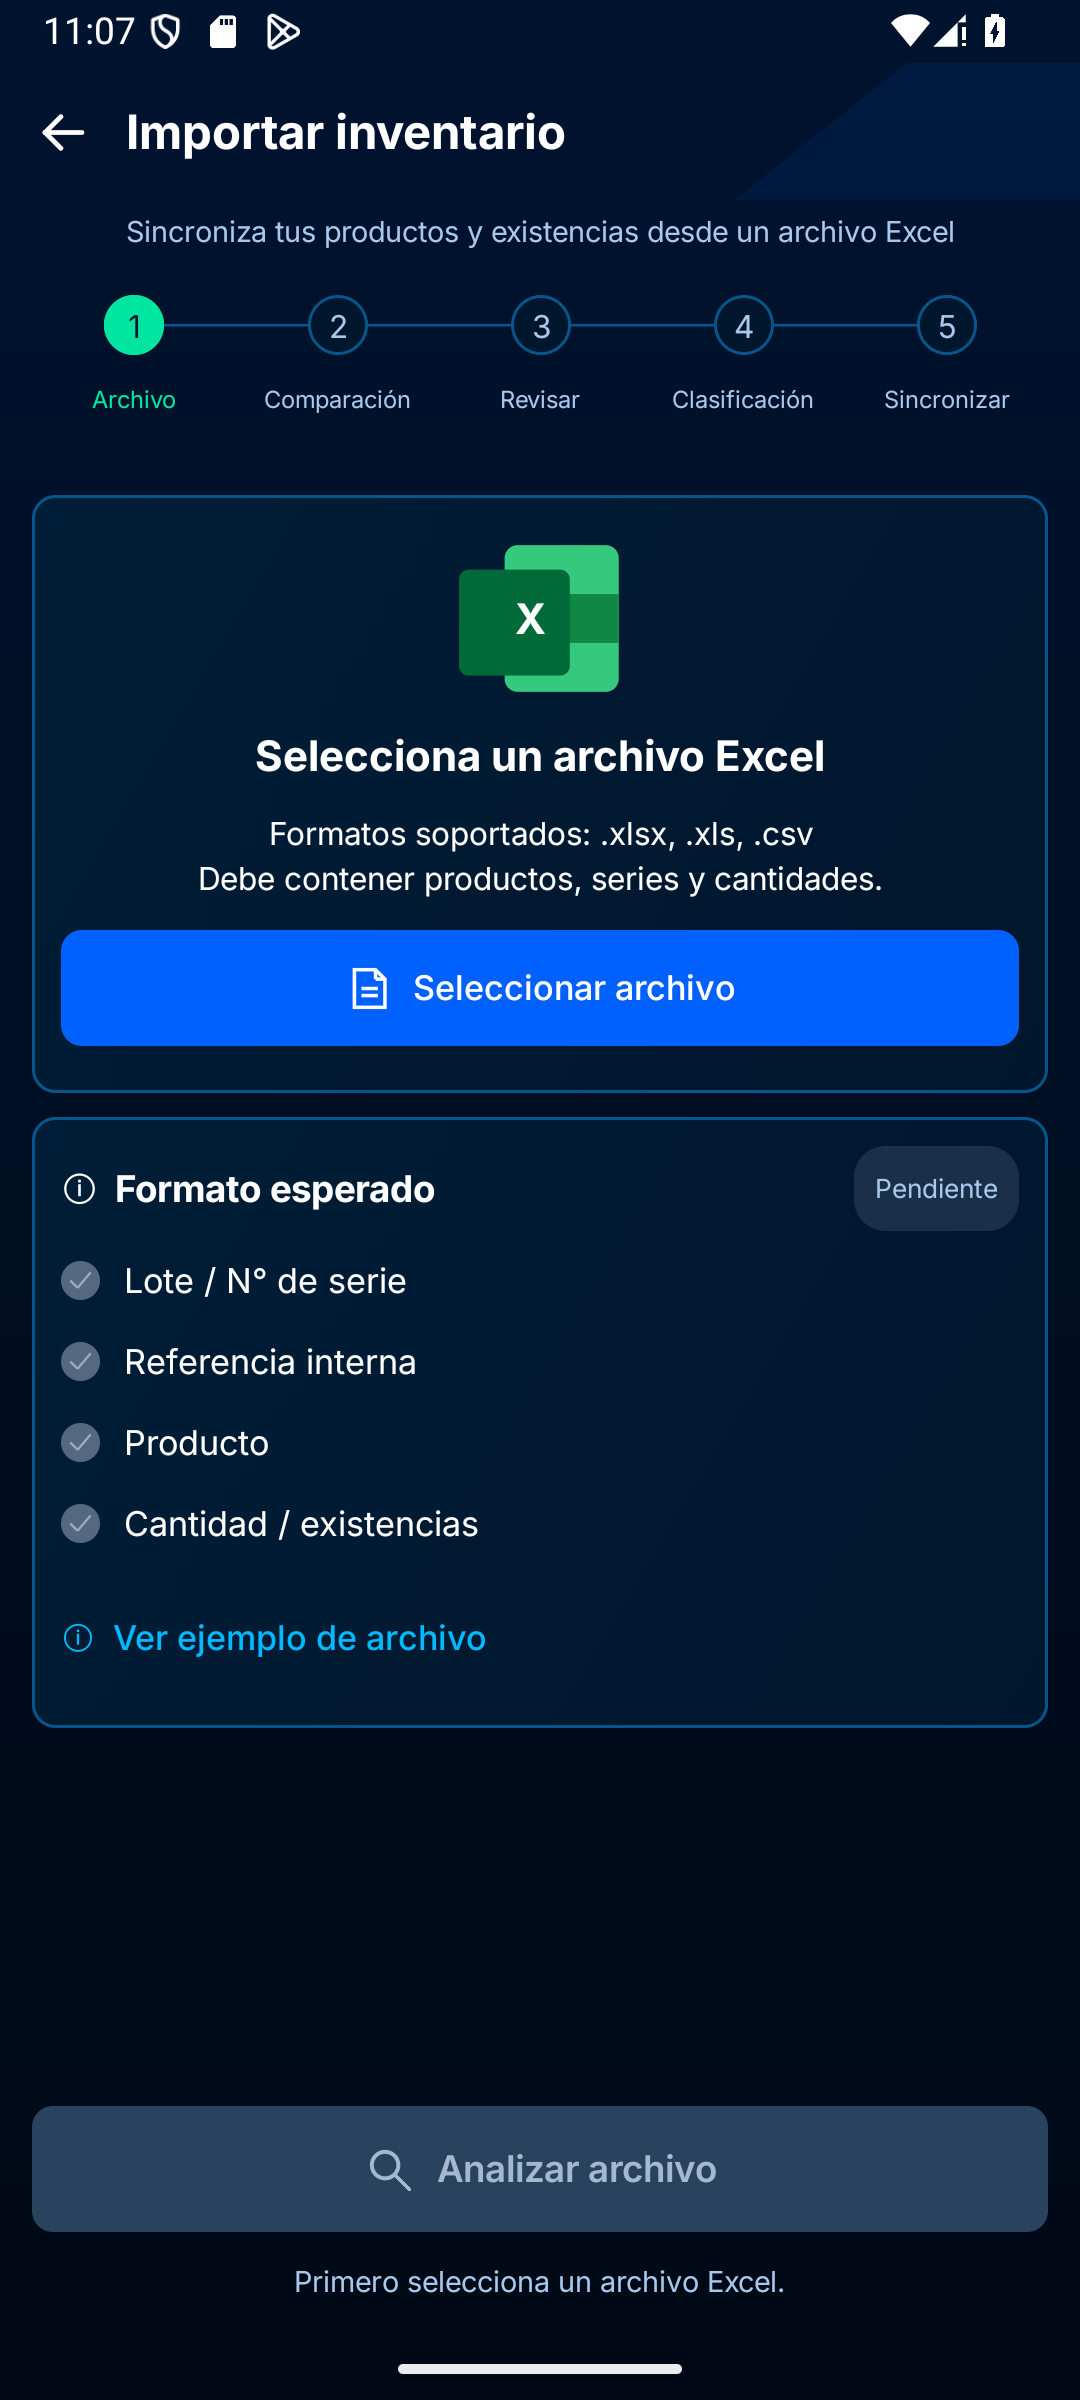 11:07
Importar inventario
Sincroniza tus productos y existencias desde un archivo Excel
1 2 3 4 5
Archivo Comparación Revisar Clasificación Sincronizar
X
Selecciona un archivo Excel
Formatos soportados: .xlsx, .xls, .csv
Debe contener productos, series y cantidades.
Seleccionar archivo
Formato esperado
Pendiente
Lote / N° de serie
Referencia interna
Producto
Cantidad / existencias
Ver ejemplo de archivo
Analizar archivo
Primero selecciona un archivo Excel.